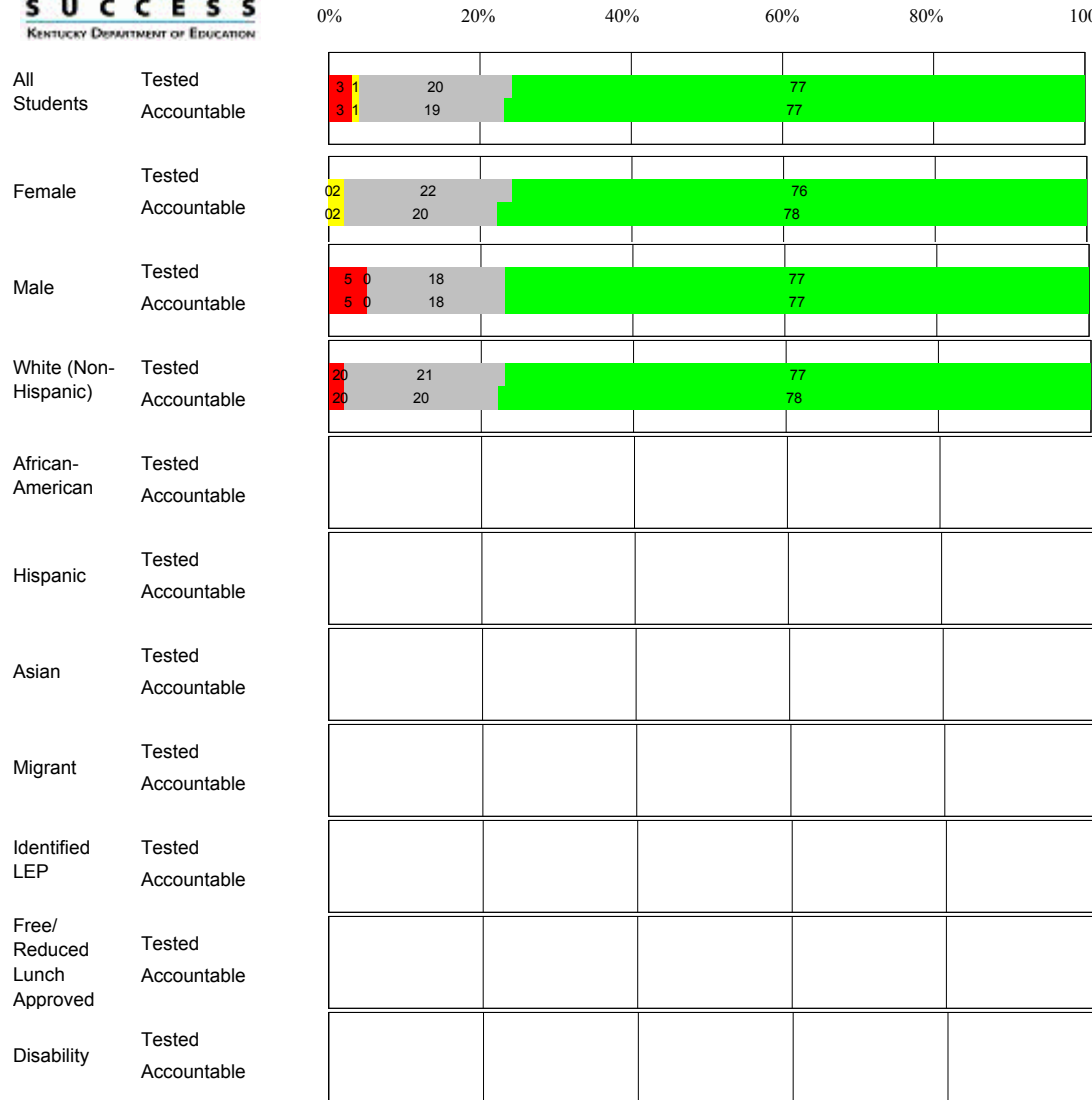 SUCCESS
KENTUCKY DEPARTMENT OF EDUCATION
0% 20% 40% 60% 80% 100
All Students
Tested 3 1 20 77
Accountable 3 1 19 77
Female
Tested 02 22 76
Accountable 02 20 78
Male
Tested 5 0 18 77
Accountable 5 0 18 77
White (Non-
Hispanic)
Tested 20 21 77
Accountable 20 20 78
African-
American
Tested
Accountable
Hispanic
Tested
Accountable
Asian
Tested
Accountable
Migrant
Tested
Accountable
Identified
LEP
Tested
Accountable
Free/
Reduced
Lunch
Approved
Tested
Accountable
Disability
Tested
Accountable